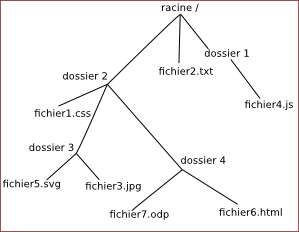 racine /
dossier 1
dossier 2
fichier2.txt
fichier4.js
fichier1.css
dossier 3
dossier 4
fichier5.svg
fichier3.jpg
fichier7.odp
fichier6.html